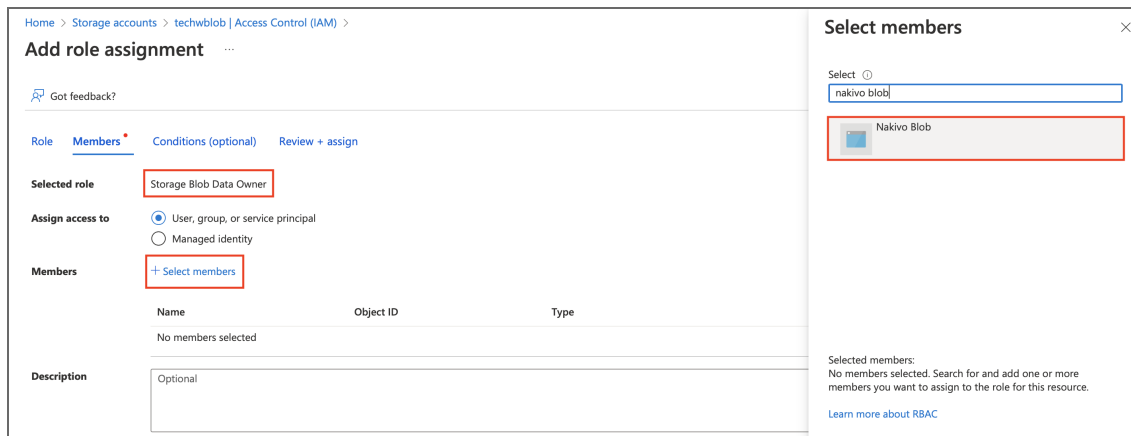 Home > Storage accounts > techwblob | Access Control (IAM) >
Add role assignment ...
Got feedback?
Role Members Conditions (optional) Review + assign
Selected role Storage Blob Data Owner
Assign access to User, group, or service principal
Managed identity
Members + Select members
Name Object ID Type
No members selected
Description Optional
Select members
Select
nakivo blob
Nakivo Blob
Selected members:
No members selected. Search for and add one or more
members you want to assign to the role for this resource.
Learn more about RBAC